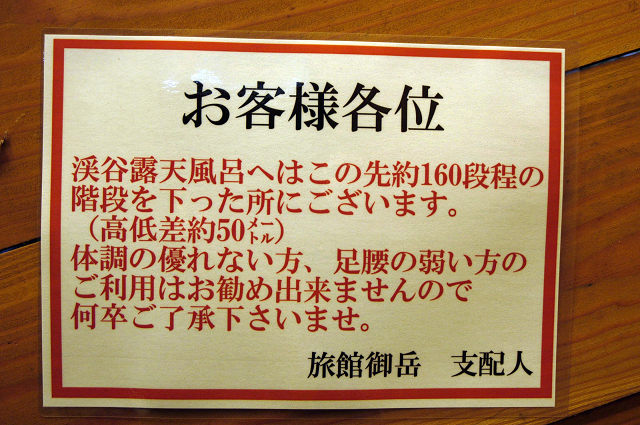 お客様各位
渓谷露天風呂へはこの先約160段程の
階段を下った所にございます。
（高低差約50㍍）
体調の優れない方、足腰の弱い方の
ご利用はお勧め出来ませんので
何卒ご了承下さいませ。
旅館御岳　支配人